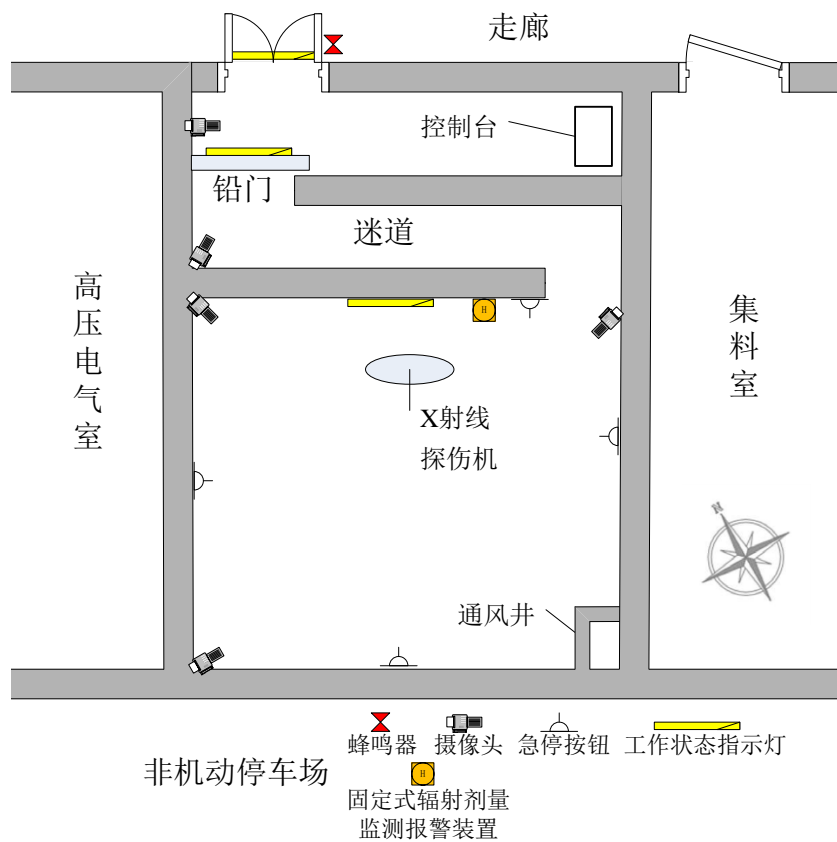 走廊
控制台
铅门
迷道
高压电气室
集料室
X射线
探伤机
N
通风井
H
蜂鸣器
摄像头
急停按钮
工作状态指示灯
非机动停车场
H
固定式辐射剂量
监测报警装置